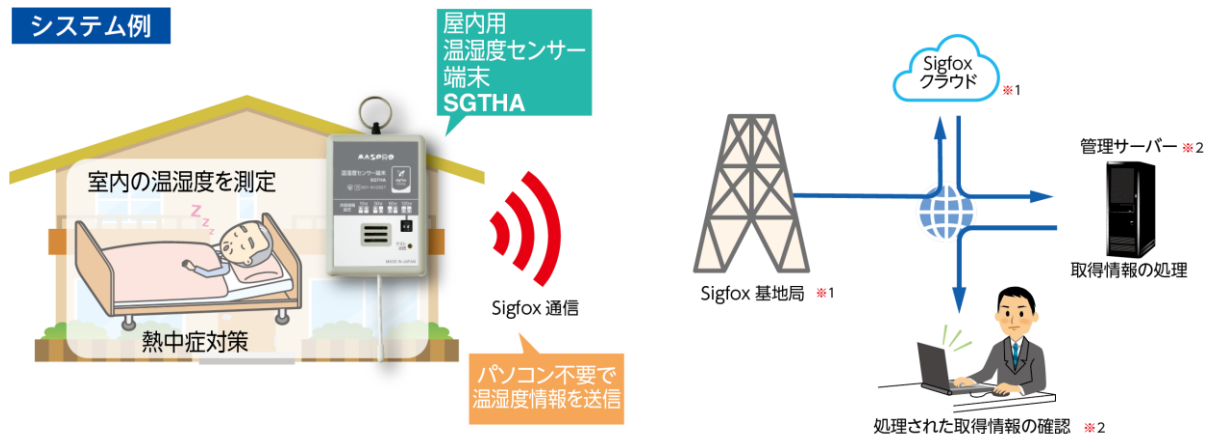 システム例
屋内用
温湿度センサー
端末
SGTHA
室内の温湿度を測定
zzz
熱中症対策
MASPRO
温湿度センサー端末
SGTHA
MADE IN JAPAN
Sigfox 通信
パソコン不要で
温湿度情報を送信
Sigfox
クラウド ※1
Sigfox 基地局 ※1
管理サーバー ※2
取得情報の処理
処理された取得情報の確認 ※2